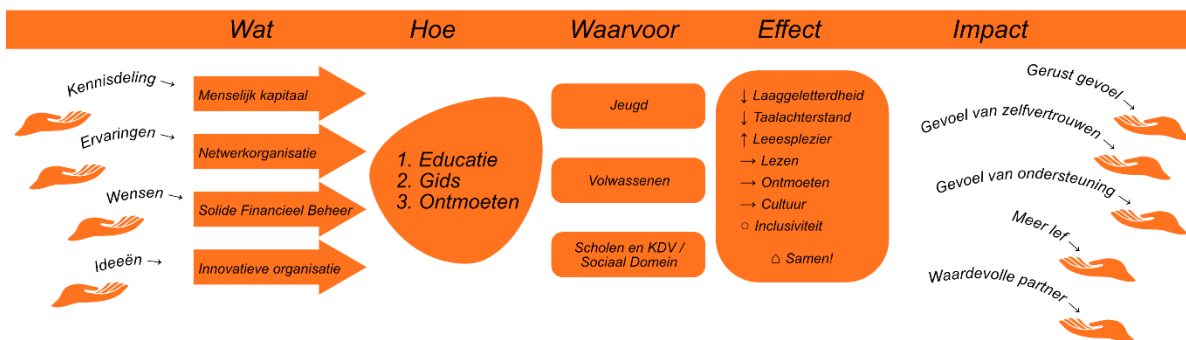 Wat
Hoe
Waarvoor
Effect
Impact
Kennisdeling →
Ervaringen →
Wensen →
Ideeën →
Menselijk kapitaal
Netwerkorganisatie
Solide Financieel Beheer
Innovatieve organisatie
1. Educatie
2. Gids
3. Ontmoeten
Jeugd
Volwassenen
Scholen en KDV /
Sociaal Domein
↓ Laaggeletterdheid
↓ Taalachterstand
↑ Leeesplezier
→ Lezen
→ Ontmoeten
→ Cultuur
○ Inclusiviteit
⌂ Samen!
Gerust gevoel →
Gevoel van zelfvertrouwen →
Gevoel van ondersteuning →
Meer lef →
Waardevolle partner →